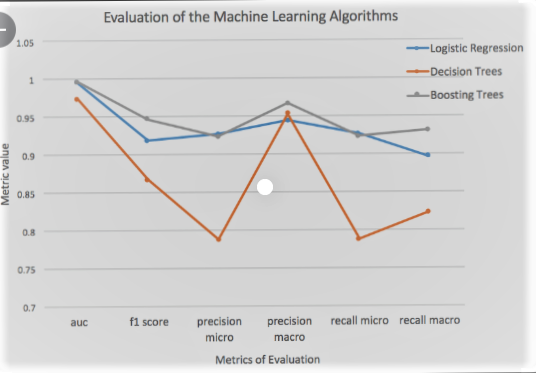 Evaluation of the Machine Learning Algorithms
1.05
1
0.95
0.9
0.85
0.8
0.75
0.7
Metric value
Logistic Regression
Decision Trees
Boosting Trees
auc
f1 score
precision
micro
precision
macro
recall micro
recall macro
Metrics of Evaluation